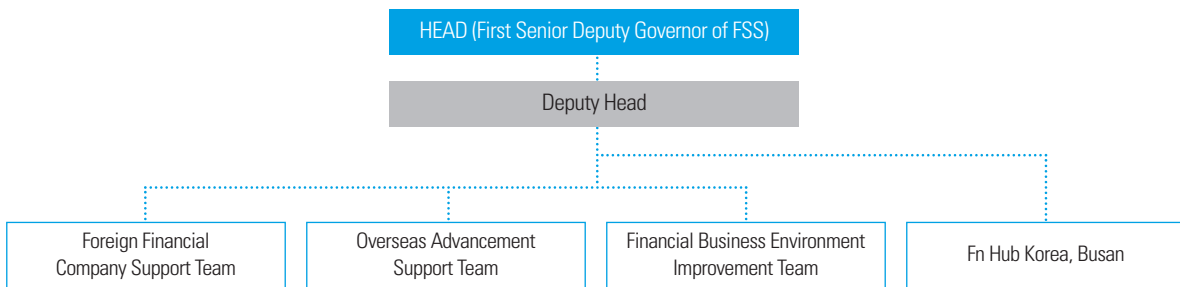 HEAD (First Senior Deputy Governor of FSS)
Deputy Head
Foreign Financial
Company Support Team
Overseas Advancement
Support Team
Financial Business Environment
Improvement Team
Fn Hub Korea, Busan